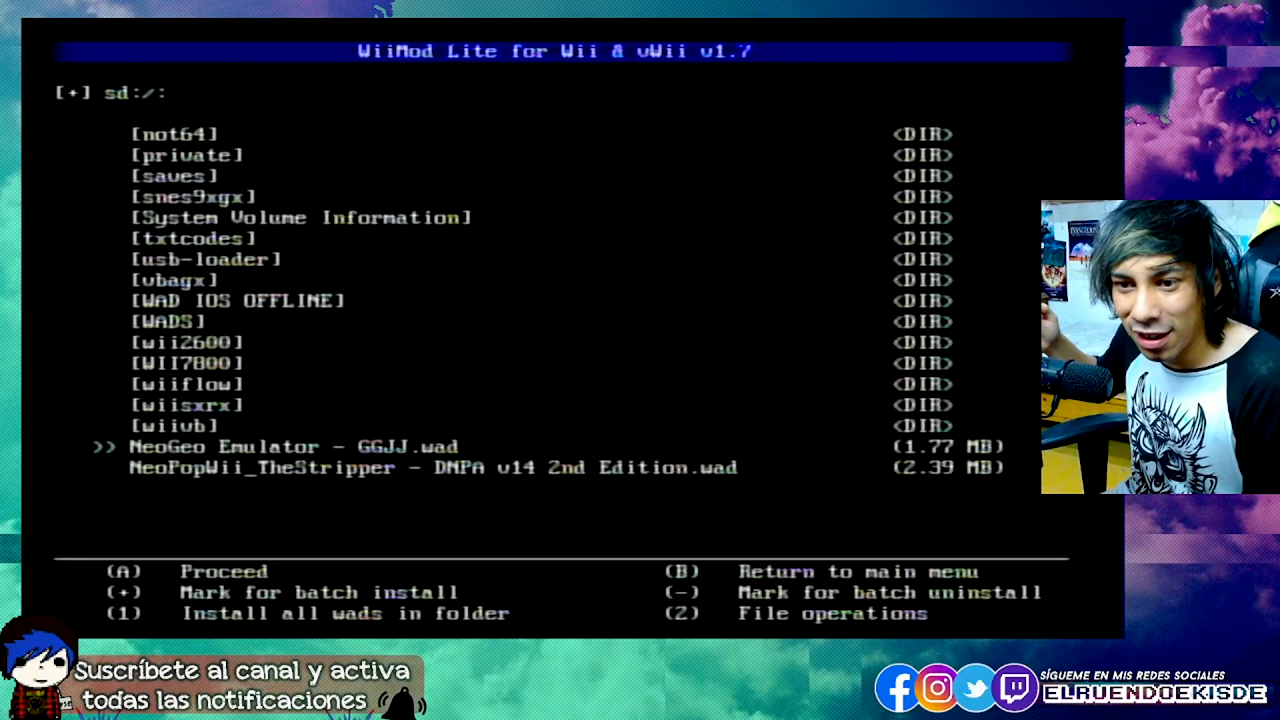 WiiMod Lite for Wii & vWii v1.7
[+] sd:/:
[not64] <DIR>
[private] <DIR>
[saves] <DIR>
[snes9xgx] <DIR>
[System Volume Information] <DIR>
[txtcodes] <DIR>
[usb-loader] <DIR>
[vbagx] <DIR>
[WAD IOS OFFLINE] <DIR>
[WADS] <DIR>
[wii2600] <DIR>
[WII7800] <DIR>
[wiiflow] <DIR>
[wiisxrx] <DIR>
[wiivb] <DIR>
>> NeoGeo Emulator - GGJJ.wad (1.77 MB)
NeoPopWii_TheStripper - DNPA v14 2nd Edition.wad (2.39 MB)
(A) Proceed (B) Return to main menu
(+) Mark for batch install (-) Mark for batch uninstall
(1) Install all wads in folder (2) File operations
Suscríbete al canal y activa
todas las notificaciones
SÍGUEME EN MIS REDES SOCIALES
ELRUENDOEKISDE